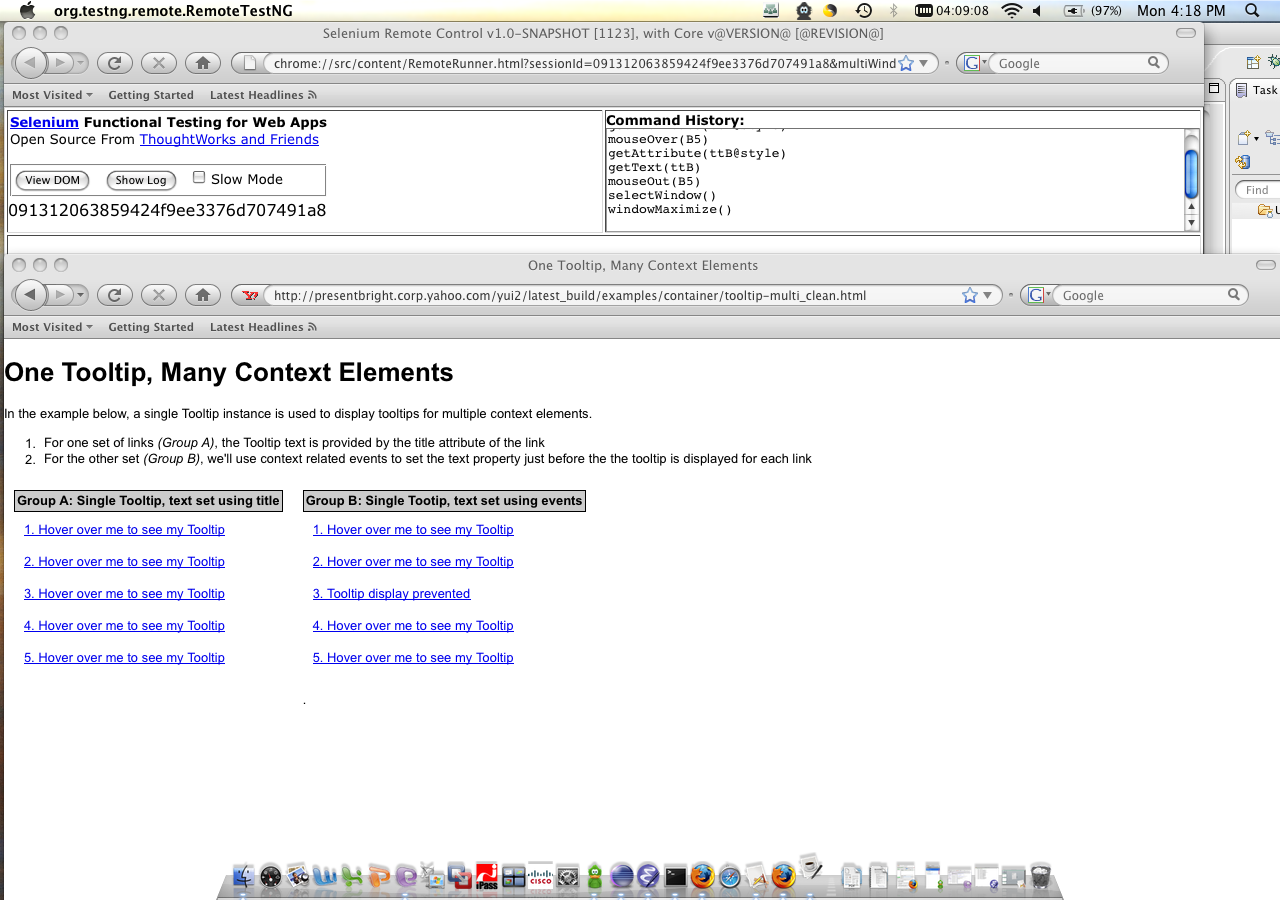 org.testng.remote.RemoteTestNG
04:09:08
(97%)
Mon 4:18 PM
Selenium Remote Control v1.0-SNAPSHOT [1123], with Core v@VERSION@ [@REVISION@]
chrome://src/content/RemoteRunner.html?sessionId=091312063859424f9ee3376d707491a8&multiWind
Google
Most Visited
Getting Started
Latest Headlines
Task
Find
Selenium Functional Testing for Web Apps
Open Source From ThoughtWorks and Friends
View DOM
Show Log
Slow Mode
091312063859424f9ee3376d707491a8
Command History:
mouseOver(B5)
getAttribute(ttB@style)
getText(ttB)
mouseOut(B5)
selectWindow()
windowMaximize()
One Tooltip, Many Context Elements
http://presentbright.corp.yahoo.com/yui2/latest_build/examples/container/tooltip-multi_clean.html
Google
Most Visited
Getting Started
Latest Headlines
One Tooltip, Many Context Elements
In the example below, a single Tooltip instance is used to display tooltips for multiple context elements.
1. For one set of links (Group A), the Tooltip text is provided by the title attribute of the link
2. For the other set (Group B), we'll use context related events to set the text property just before the the tooltip is displayed for each link
Group A: Single Tooltip, text set using title
1. Hover over me to see my Tooltip
2. Hover over me to see my Tooltip
3. Hover over me to see my Tooltip
4. Hover over me to see my Tooltip
5. Hover over me to see my Tooltip
Group B: Single Tootip, text set using events
1. Hover over me to see my Tooltip
2. Hover over me to see my Tooltip
3. Tooltip display prevented
4. Hover over me to see my Tooltip
5. Hover over me to see my Tooltip
.
iPass
CISCO